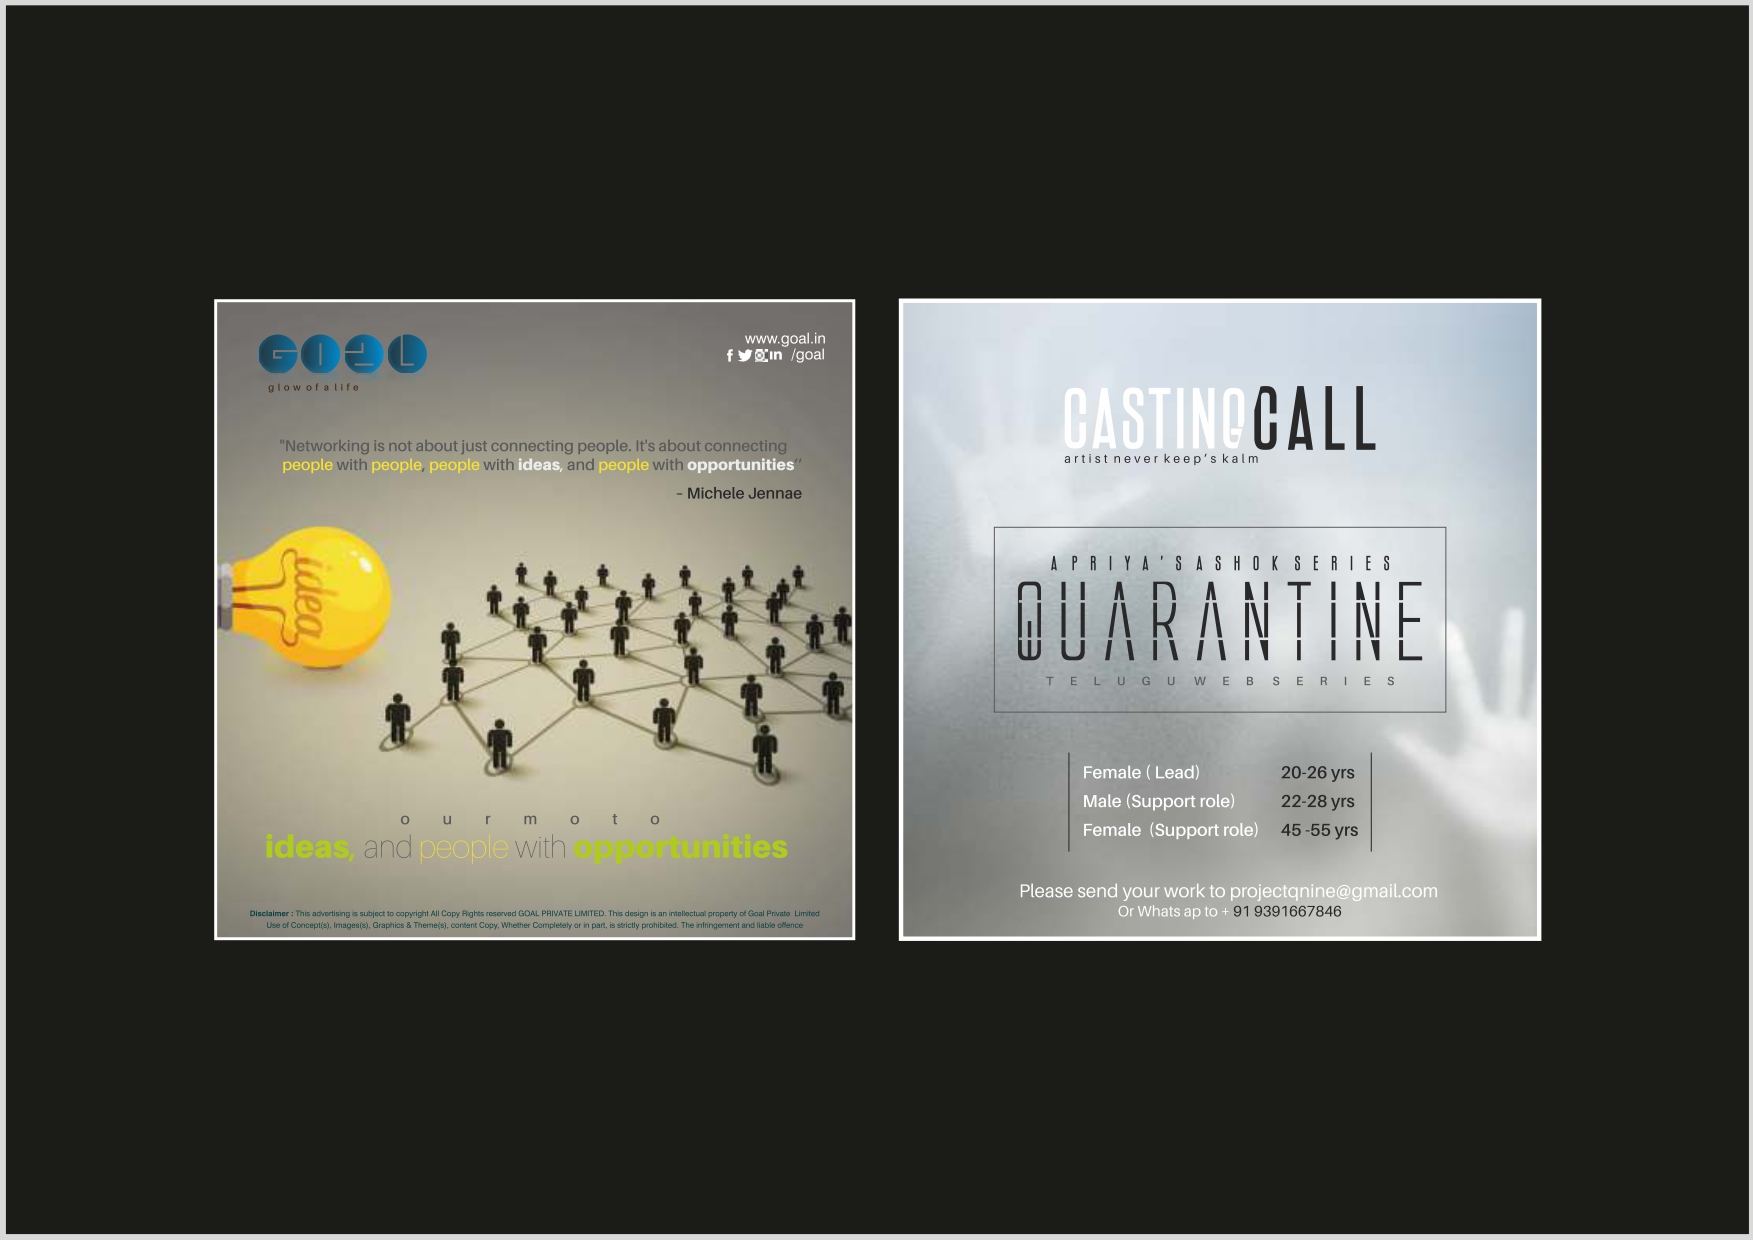 GOAL
glow of a life
www.goal.in
/goal
"Networking is not about just connecting people. It's about connecting
people with people, people with ideas, and people with opportunities''
– Michele Jennae
idea
our moto
ideas, and people with opportunities
Disclaimer : This advertising is subject to copyright All Copy Rights reserved GOAL PRIVATE LIMITED. This design is an intellectual property of Goal Private Limited
Use of Concept(s), Images(s), Graphics & Theme(s), content Copy, Whether Completely or in part, is strictly prohibited. The infringement and liable offence
CASTING CALL
artist never keep's kalm
A PRIYA'S ASHOK SERIES
QUARANTINE
TELUGU WEB SERIES
Female ( Lead) 20-26 yrs
Male (Support role) 22-28 yrs
Female (Support role) 45 -55 yrs
Please send your work to projectqnine@gmail.com
Or Whats ap to + 91 9391667846